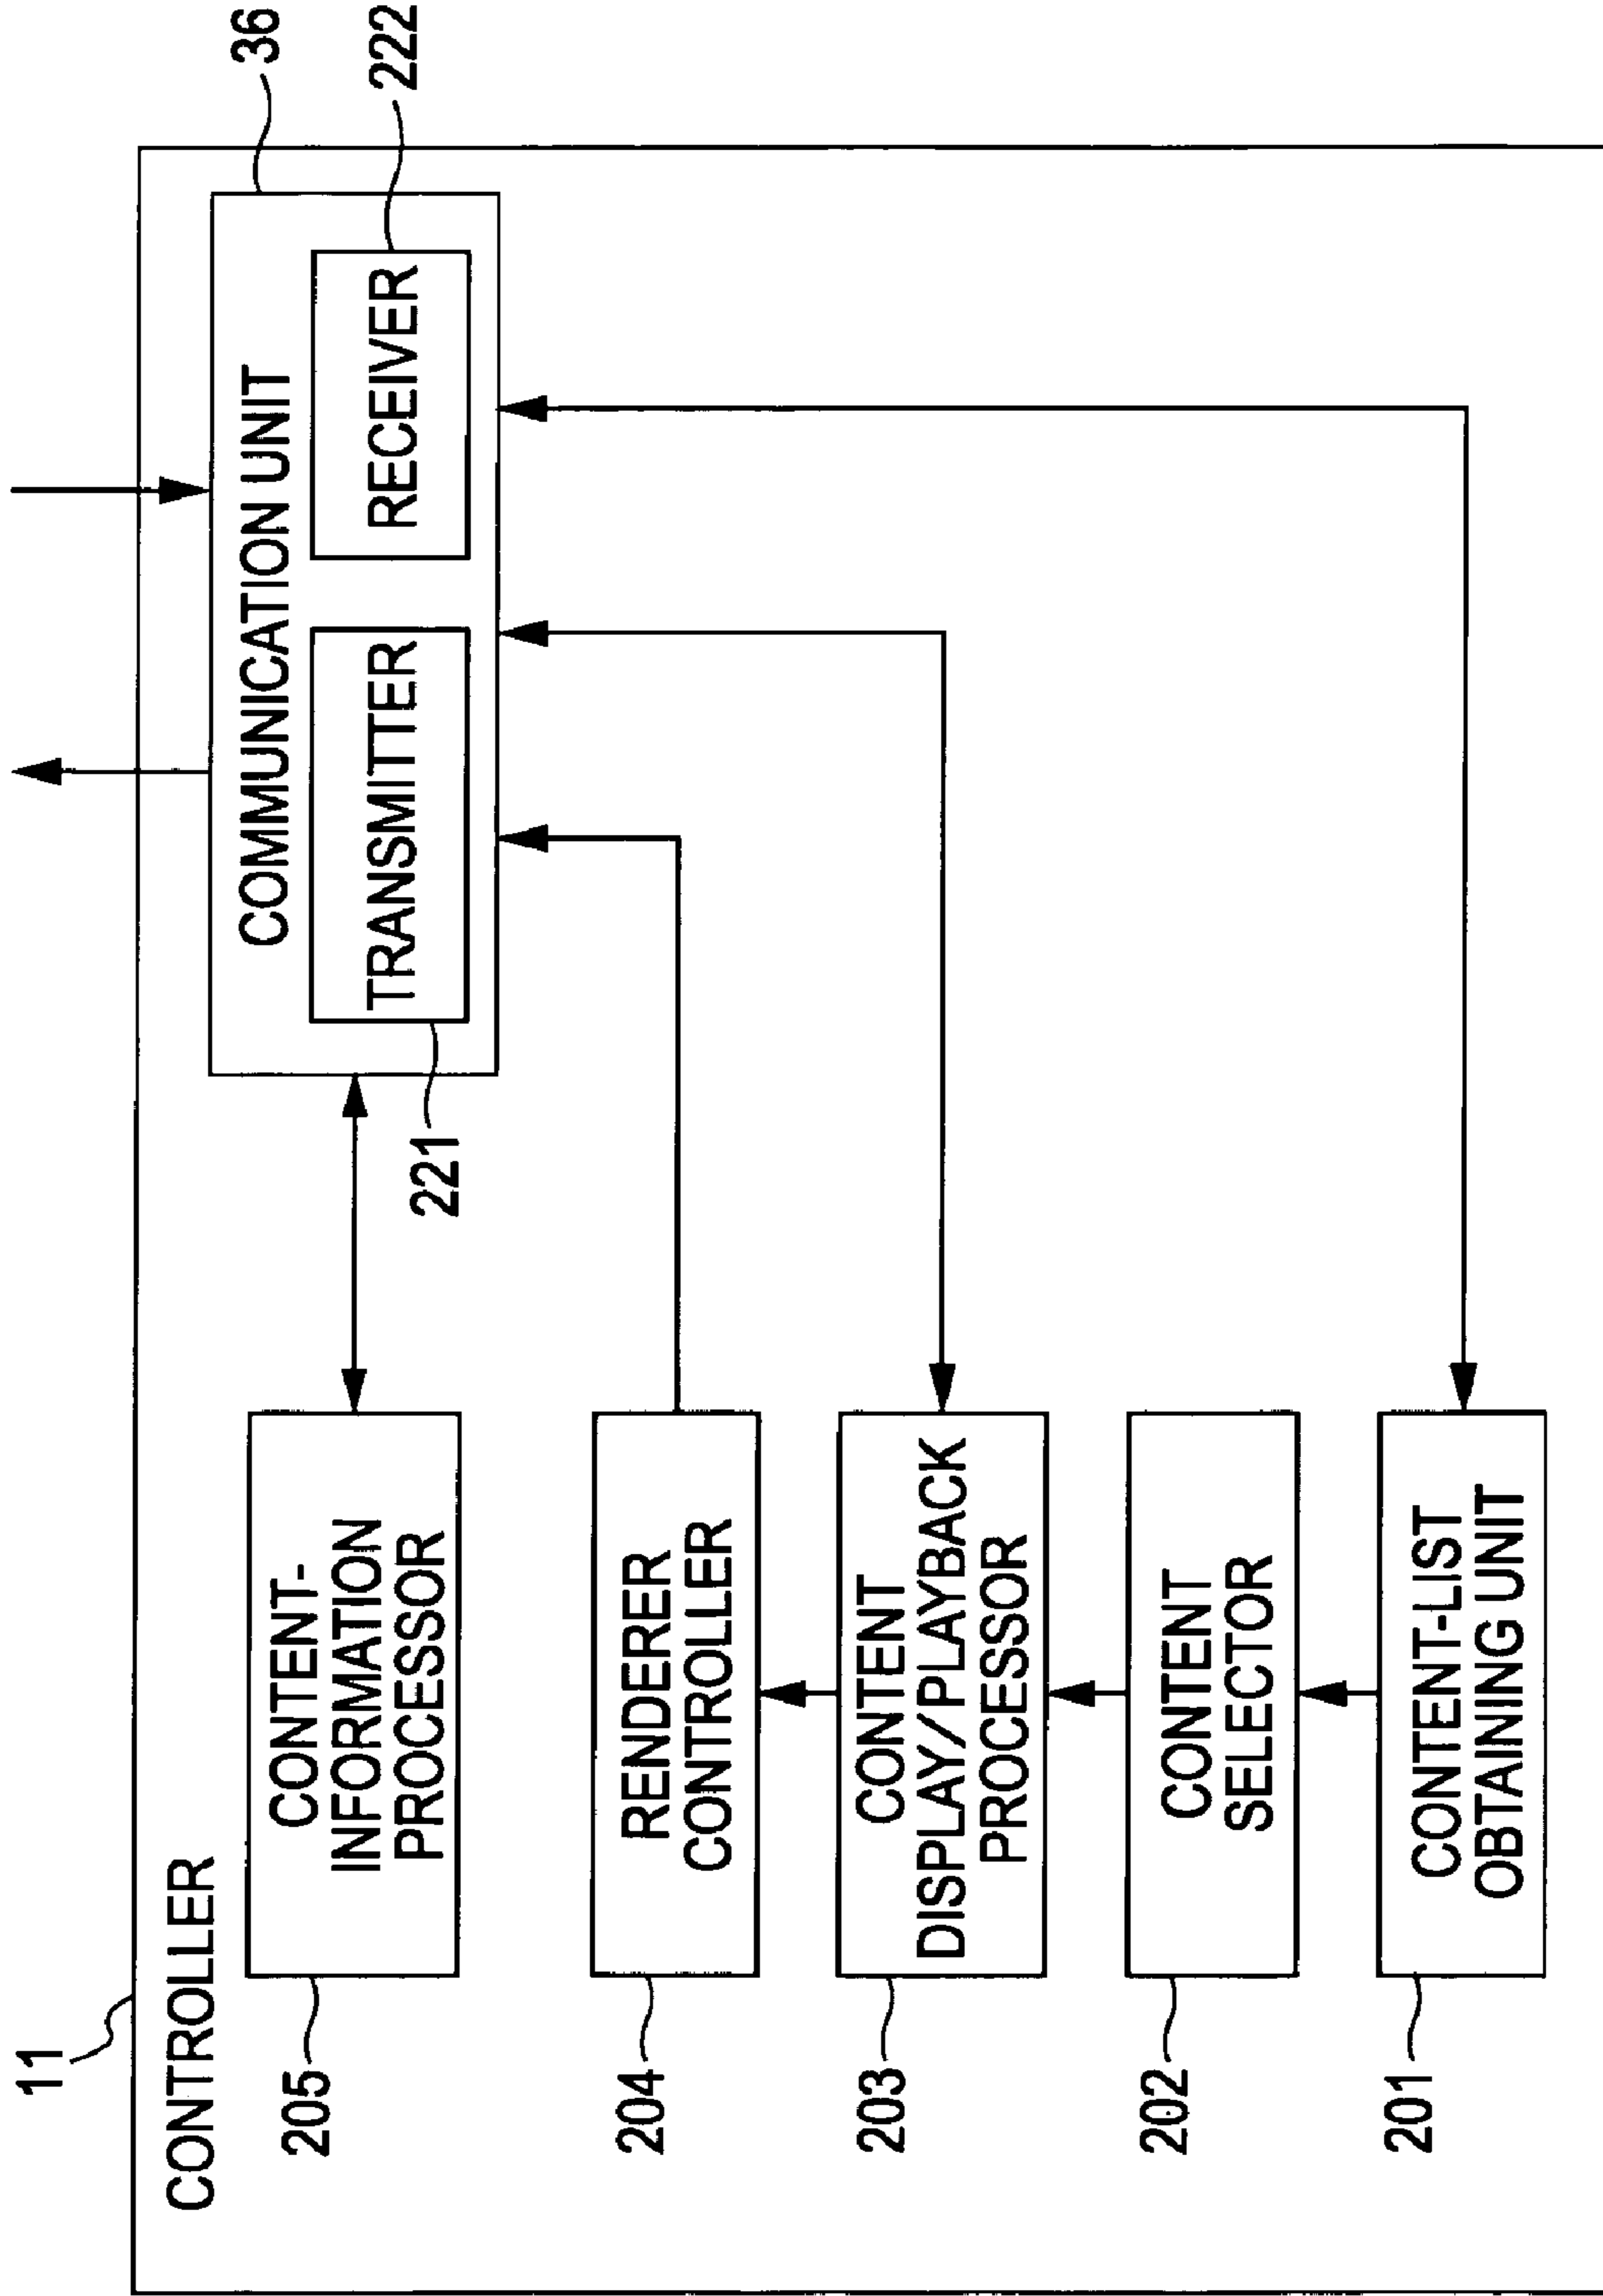 11
CONTROLLER
36
COMMUNICATION UNIT
TRANSMITTER
RECEIVER
221
222
205
CONTENT-
INFORMATION
PROCESSOR
204
RENDERER
CONTROLLER
203
CONTENT
DISPLAY/PLAYBACK
PROCESSOR
202
CONTENT
SELECTOR
201
CONTENT-LIST
OBTAINING UNIT